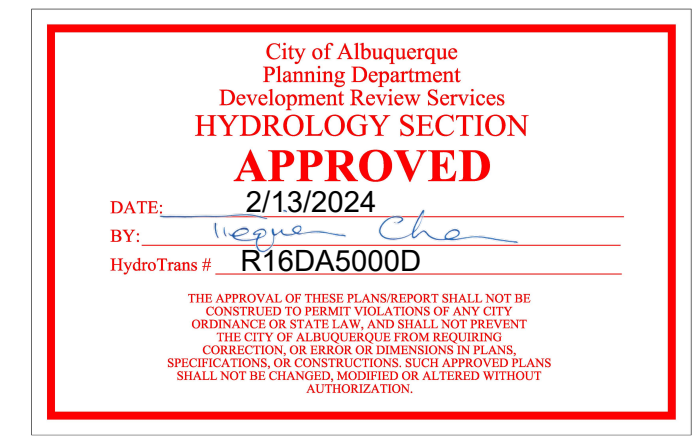 City of Albuquerque
Planning Department
Development Review Services
HYDROLOGY SECTION
APPROVED
DATE: 2/13/2024
BY: Chen
HydroTrans # R16DA5000D
THE APPROVAL OF THESE PLANS/REPORT SHALL NOT BE
CONSTRUED TO PERMIT VIOLATIONS OF ANY CITY
ORDINANCE OR STATE LAW, AND SHALL NOT PREVENT
THE CITY OF ALBUQUERQUE FROM REQUIRING
CORRECTION, OR ERROR OR DIMENSIONS IN PLANS,
SPECIFICATIONS, OR CONSTRUCTIONS. SUCH APPROVED PLANS
SHALL NOT BE CHANGED, MODIFIED OR ALTERED WITHOUT
AUTHORIZATION.